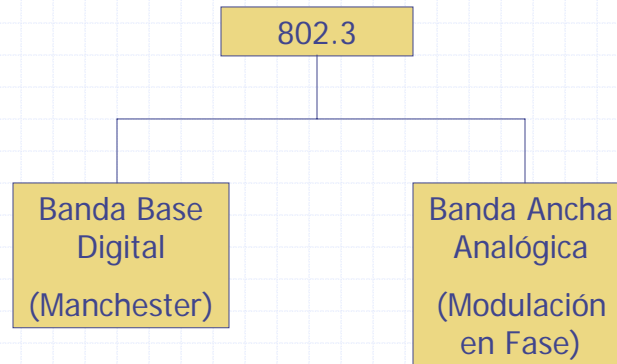 802.3
Banda Base
Digital
(Manchester)
Banda Ancha
Analógica
(Modulación
en Fase)